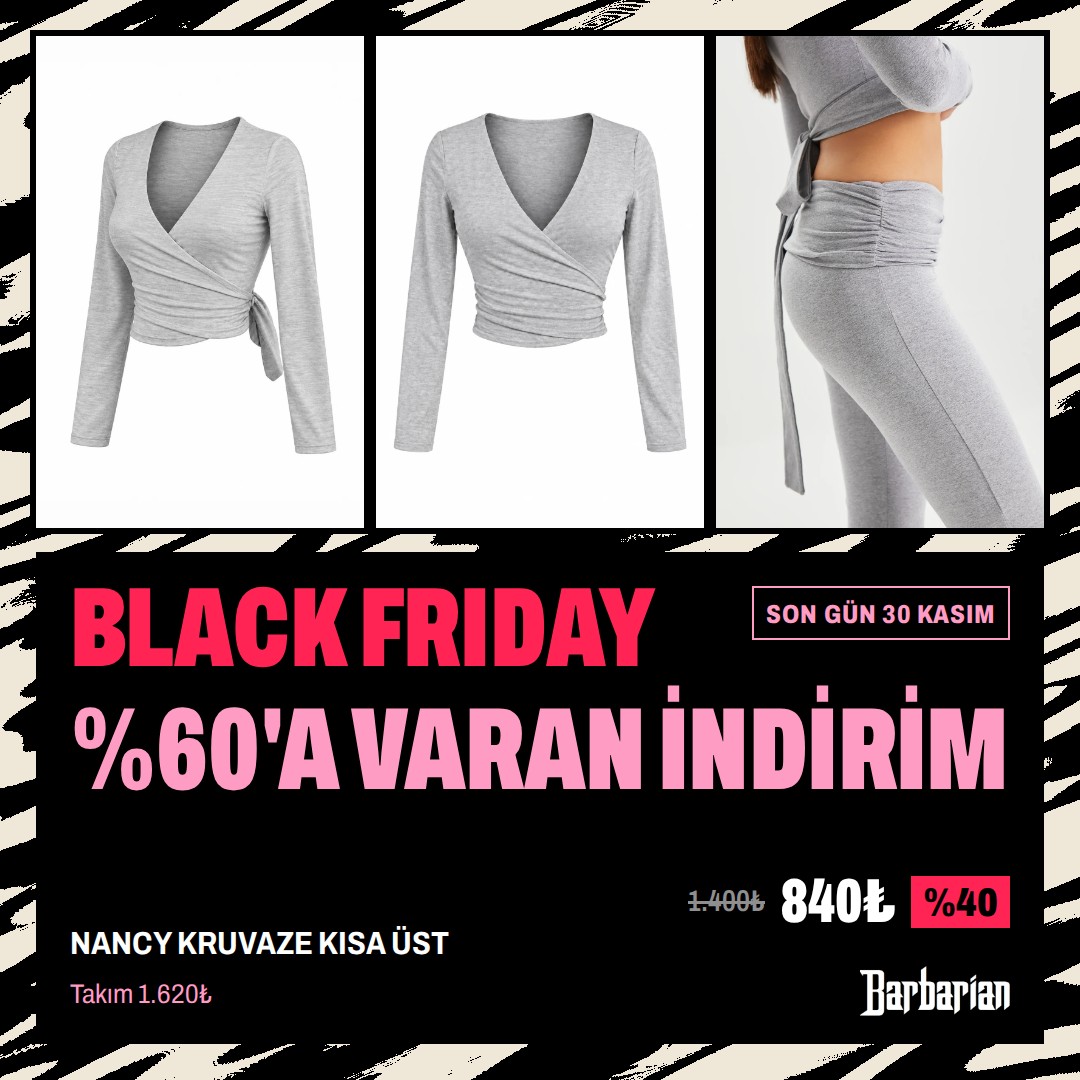 BLACK FRIDAY
SON GÜN 30 KASIM
%60'A VARAN İNDİRİM
1.400₺ 840₺ %40
NANCY KRUVAZE KISA ÜST
Takım 1.620₺
Barbarian